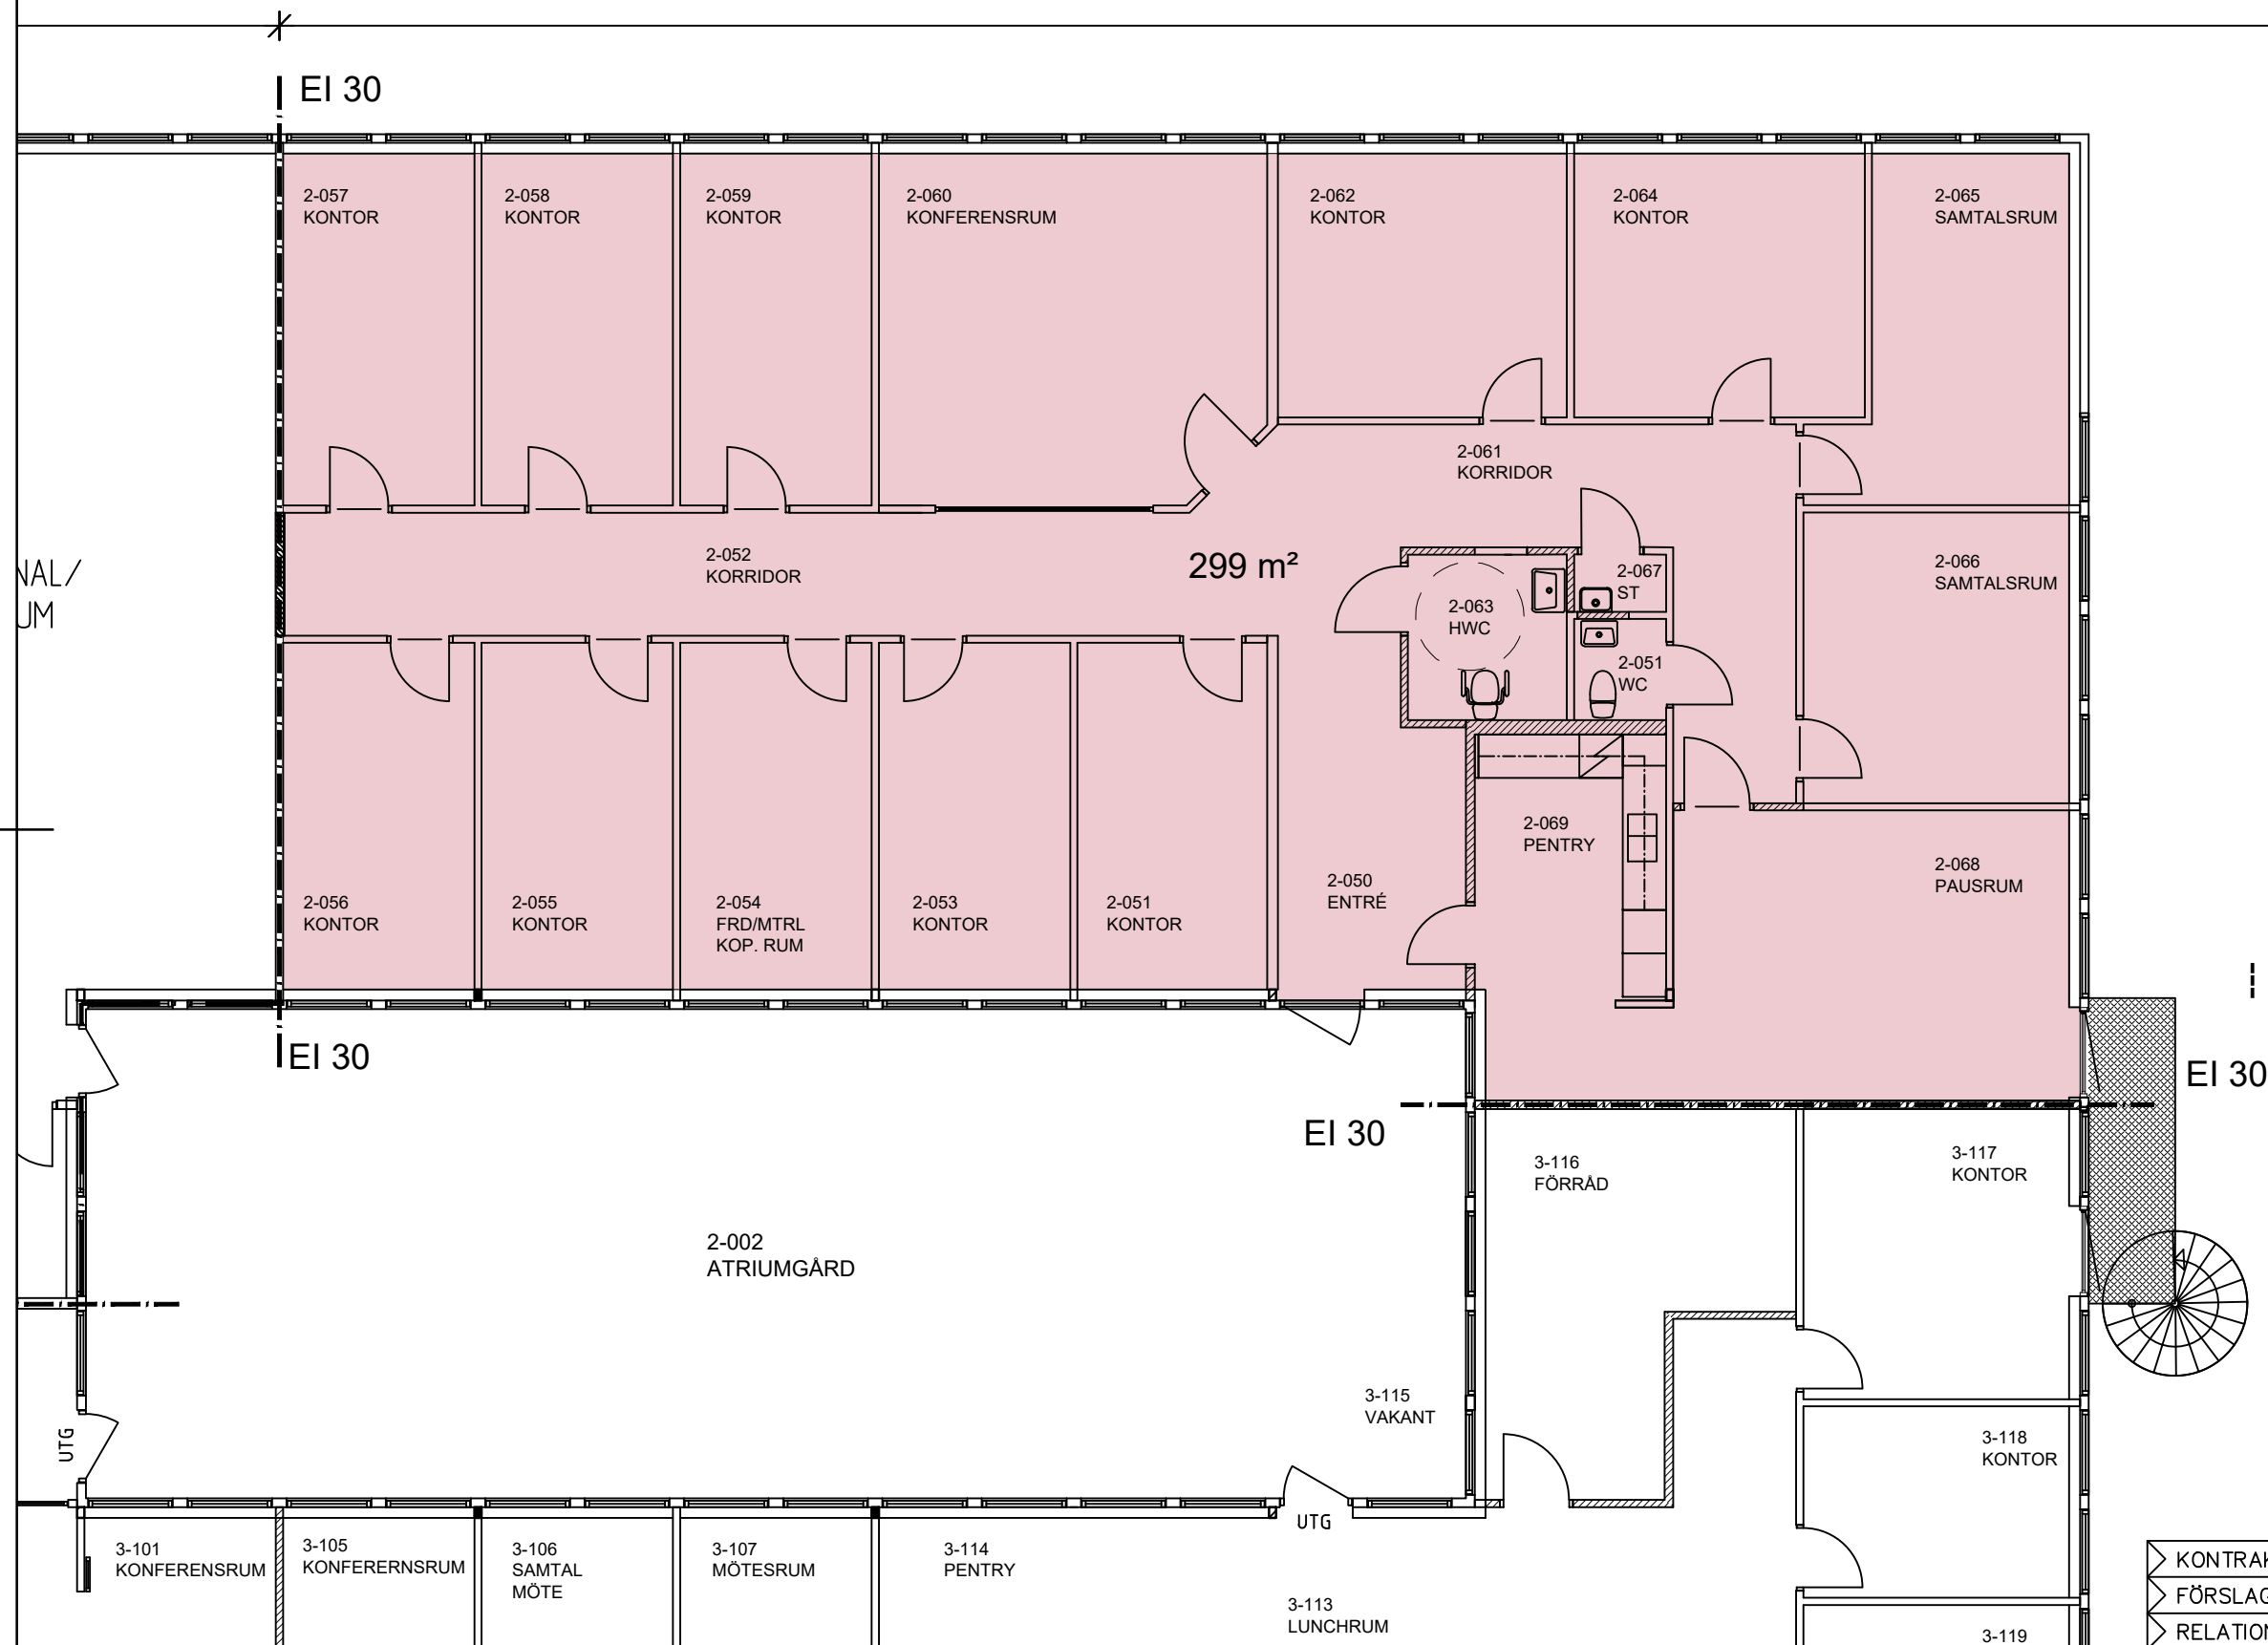 EI 30
2-057
KONTOR
2-058
KONTOR
2-059
KONTOR
2-060
KONFERENSRUM
2-062
KONTOR
2-064
KONTOR
2-065
SAMTALSRUM
2-061
KORRIDOR
2-052
KORRIDOR
299 m²
2-067
ST
2-063
HWC
2-051
WC
2-066
SAMTALSRUM
NAL/
UM
2-069
PENTRY
2-068
PAUSRUM
2-056
KONTOR
2-055
KONTOR
2-054
FRD/MTRL
KOP. RUM
2-053
KONTOR
2-051
KONTOR
2-050
ENTRÉ
EI 30
EI 30
EI 30
3-116
FÖRRÅD
3-117
KONTOR
2-002
ATRIUMGÅRD
3-115
VAKANT
UTG
3-118
KONTOR
UTG
3-101
KONFERENSRUM
3-105
KONFERERNSRUM
3-106
SAMTAL
MÖTE
3-107
MÖTESRUM
3-114
PENTRY
3-113
LUNCHRUM
3-119
KONTRAK
FÖRSLAG
RELATION